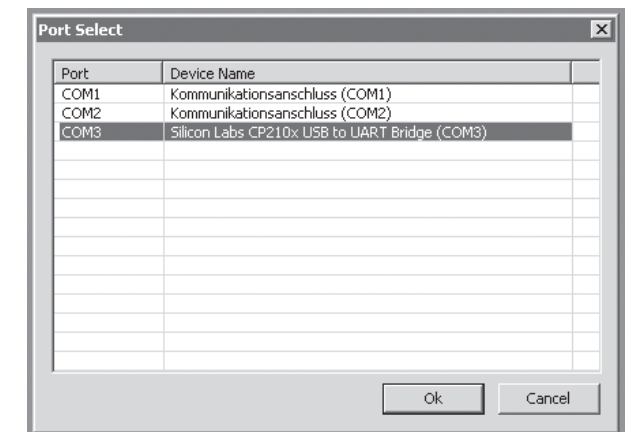 Port Select
Port Device Name
COM1 Kommunikationsanschluss (COM1)
COM2 Kommunikationsanschluss (COM2)
COM3 Silicon Labs CP210x USB to UART Bridge (COM3)
Ok Cancel